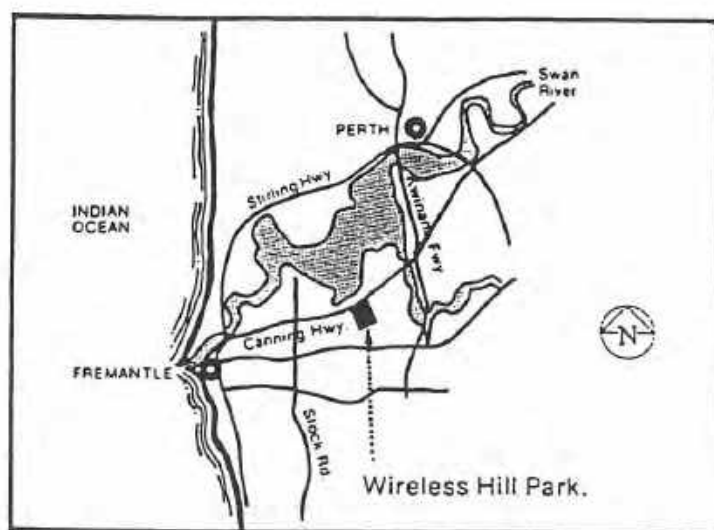 Swan
River
PERTH
Stirling Hwy
Kwinana Fwy
INDIAN
OCEAN
N
Canning Hwy.
FREMANTLE
Stock Rd
Wireless Hill Park.